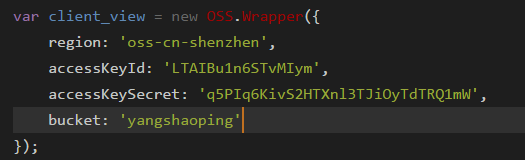 var client_view = new OSS.Wrapper({
region: 'oss-cn-shenzhen',
accessKeyId: 'LTAIBu1n6STvMIym',
accessKeySecret: 'q5PIq6KivS2HTXnl3TJiOyTdTRQ1mW',
bucket: 'yangshaoping'
});